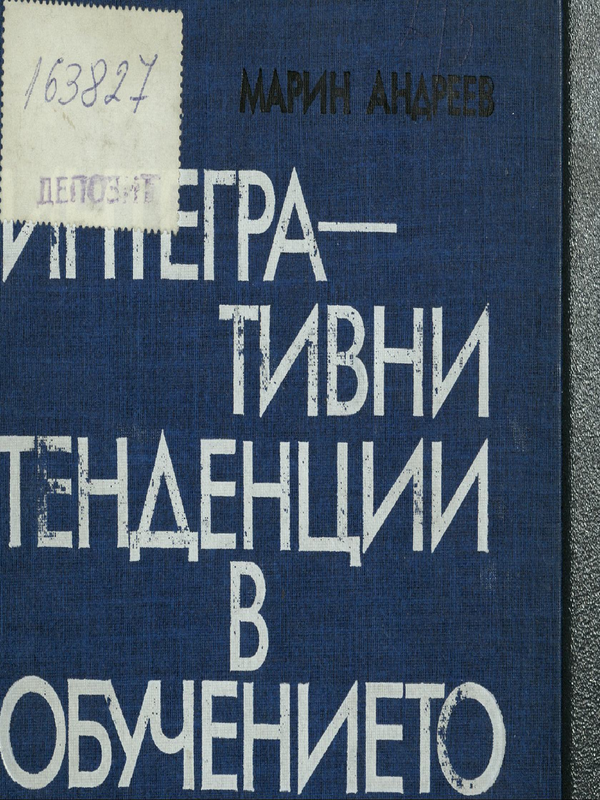 163827
ДЕПОЗИТ
МАРИН АНДРЕЕВ
ИНТЕГРА—
ТИВНИ
ТЕНДЕНЦИИ
В
ОБУЧЕНИЕТО